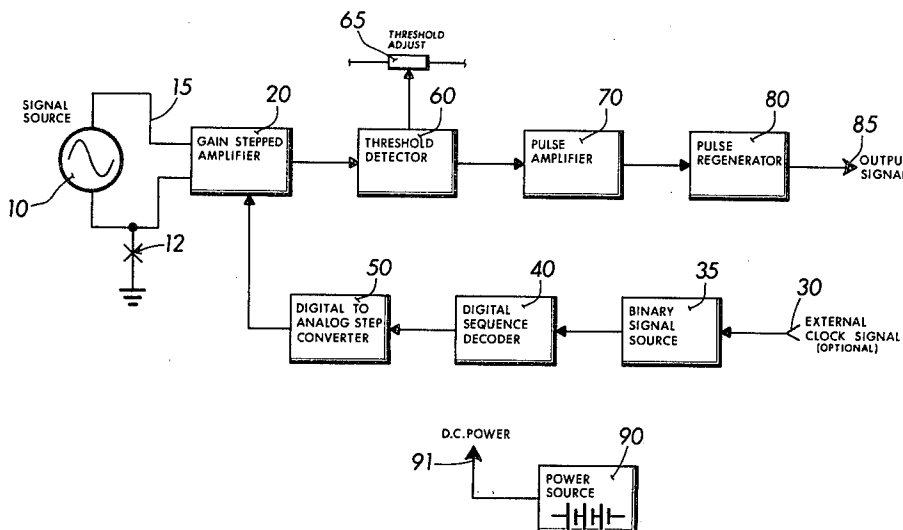 65
THRESHOLD
ADJUST
SIGNAL
SOURCE
15
20
60
70
80
85
GAIN STEPPED
AMPLIFIER
THRESHOLD
DETECTOR
PULSE
AMPLIFIER
PULSE
REGENERATOR
OUTPUT
SIGNAL
10
12
50
40
35
30
DIGITAL TO
ANALOG STEP
CONVERTER
DIGITAL
SEQUENCE
DECODER
BINARY
SIGNAL
SOURCE
EXTERNAL
CLOCK SIGNAL
(OPTIONAL)
D.C. POWER
91
90
POWER
SOURCE